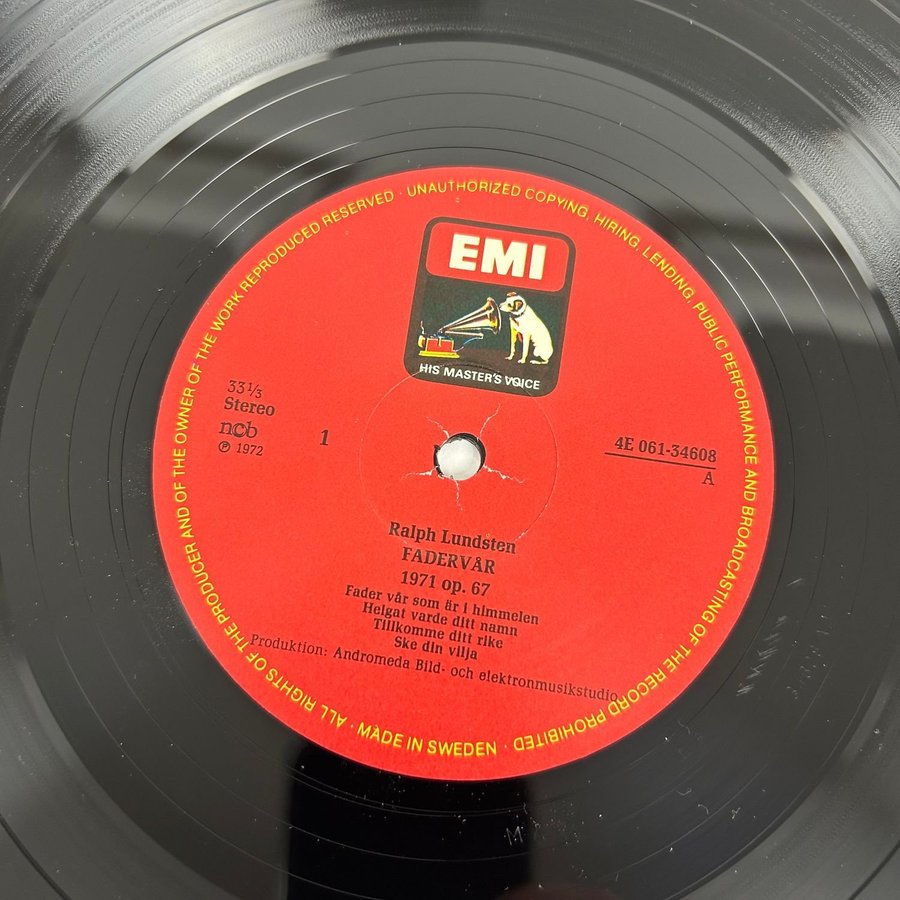 ALL RIGHTS OF THE PRODUCER AND OF THE OWNER OF THE WORK REPRODUCED RESERVED · UNAUTHORIZED COPYING, HIRING, LENDING, PUBLIC PERFORMANCE AND BROADCASTING OF THE RECORD PROHIBITED · MADE IN SWEDEN ·
EMI
HIS MASTER'S VOICE
33 1/3
Stereo
ncb
℗ 1972
1
4E 061-34608
A
Ralph Lundsten
FADERVÅR
1971 op. 67
Fader vår som är i himmelen
Helgat varde ditt namn
Tillkomme ditt rike
Ske din vilja
Produktion: Andromeda Bild- och elektronmusikstudio